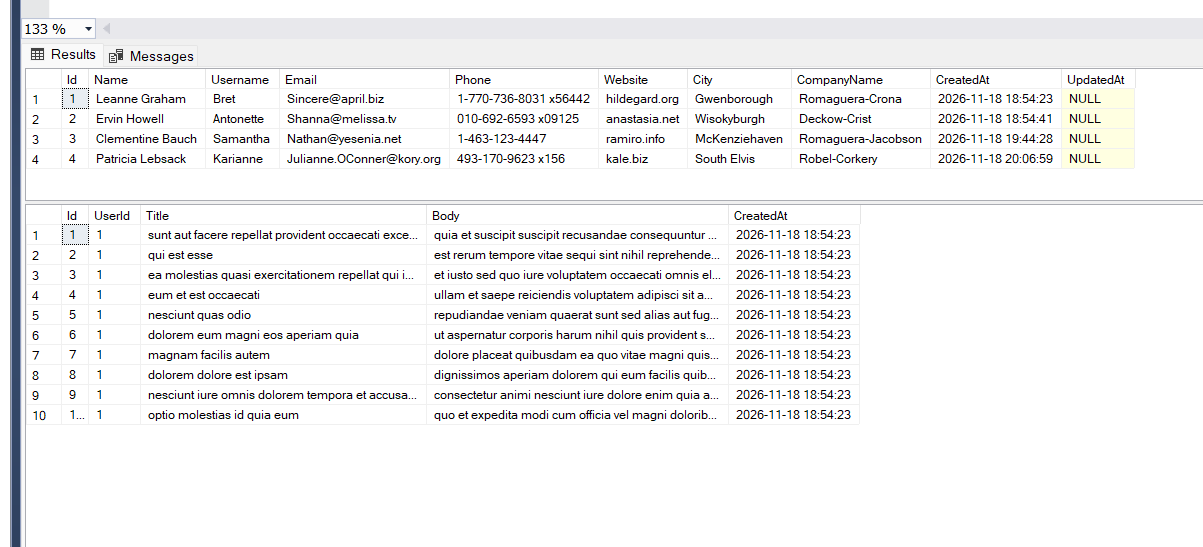 133 %
Results Messages
Id Name Username Email Phone Website City CompanyName CreatedAt UpdatedAt
1 1 Leanne Graham Bret Sincere@april.biz 1-770-736-8031 x56442 hildegard.org Gwenborough Romaguera-Crona 2026-11-18 18:54:23 NULL
2 2 Ervin Howell Antonette Shanna@melissa.tv 010-692-6593 x09125 anastasia.net Wisokyburgh Deckow-Crist 2026-11-18 18:54:41 NULL
3 3 Clementine Bauch Samantha Nathan@yesenia.net 1-463-123-4447 ramiro.info McKenziehaven Romaguera-Jacobson 2026-11-18 19:44:28 NULL
4 4 Patricia Lebsack Karianne Julianne.OConner@kory.org 493-170-9623 x156 kale.biz South Elvis Robel-Corkery 2026-11-18 20:06:59 NULL
Id UserId Title Body CreatedAt
1 1 1 sunt aut facere repellat provident occaecati exce... quia et suscipit suscipit recusandae consequuntur ... 2026-11-18 18:54:23
2 2 1 qui est esse est rerum tempore vitae sequi sint nihil reprehende... 2026-11-18 18:54:23
3 3 1 ea molestias quasi exercitationem repellat qui i... et iusto sed quo iure voluptatem occaecati omnis el... 2026-11-18 18:54:23
4 4 1 eum et est occaecati ullam et saepe reiciendis voluptatem adipisci sit a... 2026-11-18 18:54:23
5 5 1 nesciunt quas odio repudiandae veniam quaerat sunt sed alias aut fug... 2026-11-18 18:54:23
6 6 1 dolorem eum magni eos aperiam quia ut aspernatur corporis harum nihil quis provident s... 2026-11-18 18:54:23
7 7 1 magnam facilis autem dolore placeat quibusdam ea quo vitae magni quis... 2026-11-18 18:54:23
8 8 1 dolorem dolore est ipsam dignissimos aperiam dolorem qui eum facilis quib... 2026-11-18 18:54:23
9 9 1 nesciunt iure omnis dolorem tempora et accusa... consectetur animi nesciunt iure dolore enim quia a... 2026-11-18 18:54:23
10 1... 1 optio molestias id quia eum quo et expedita modi cum officia vel magni dolorib... 2026-11-18 18:54:23